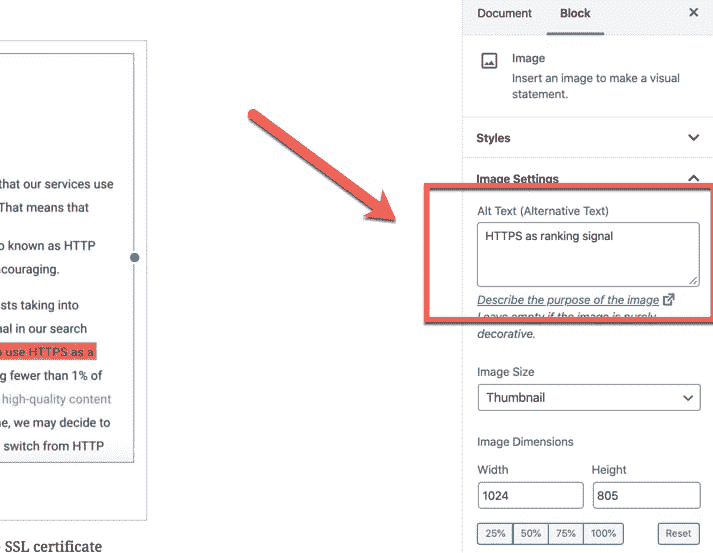 that our services use
That means that
o known as HTTP
couraging.
sts taking into
nal in our search
o use HTTPS as a
g fewer than 1% of
high-quality content
ne, we may decide to
switch from HTTP
SSL certificate
Document Block
Image
Insert an image to make a visual
statement.
Styles
Image Settings
Alt Text (Alternative Text)
HTTPS as ranking signal
Describe the purpose of the image
Leave empty if the image is purely
decorative.
Image Size
Thumbnail
Image Dimensions
Width Height
1024 805
25% 50% 75% 100% Reset